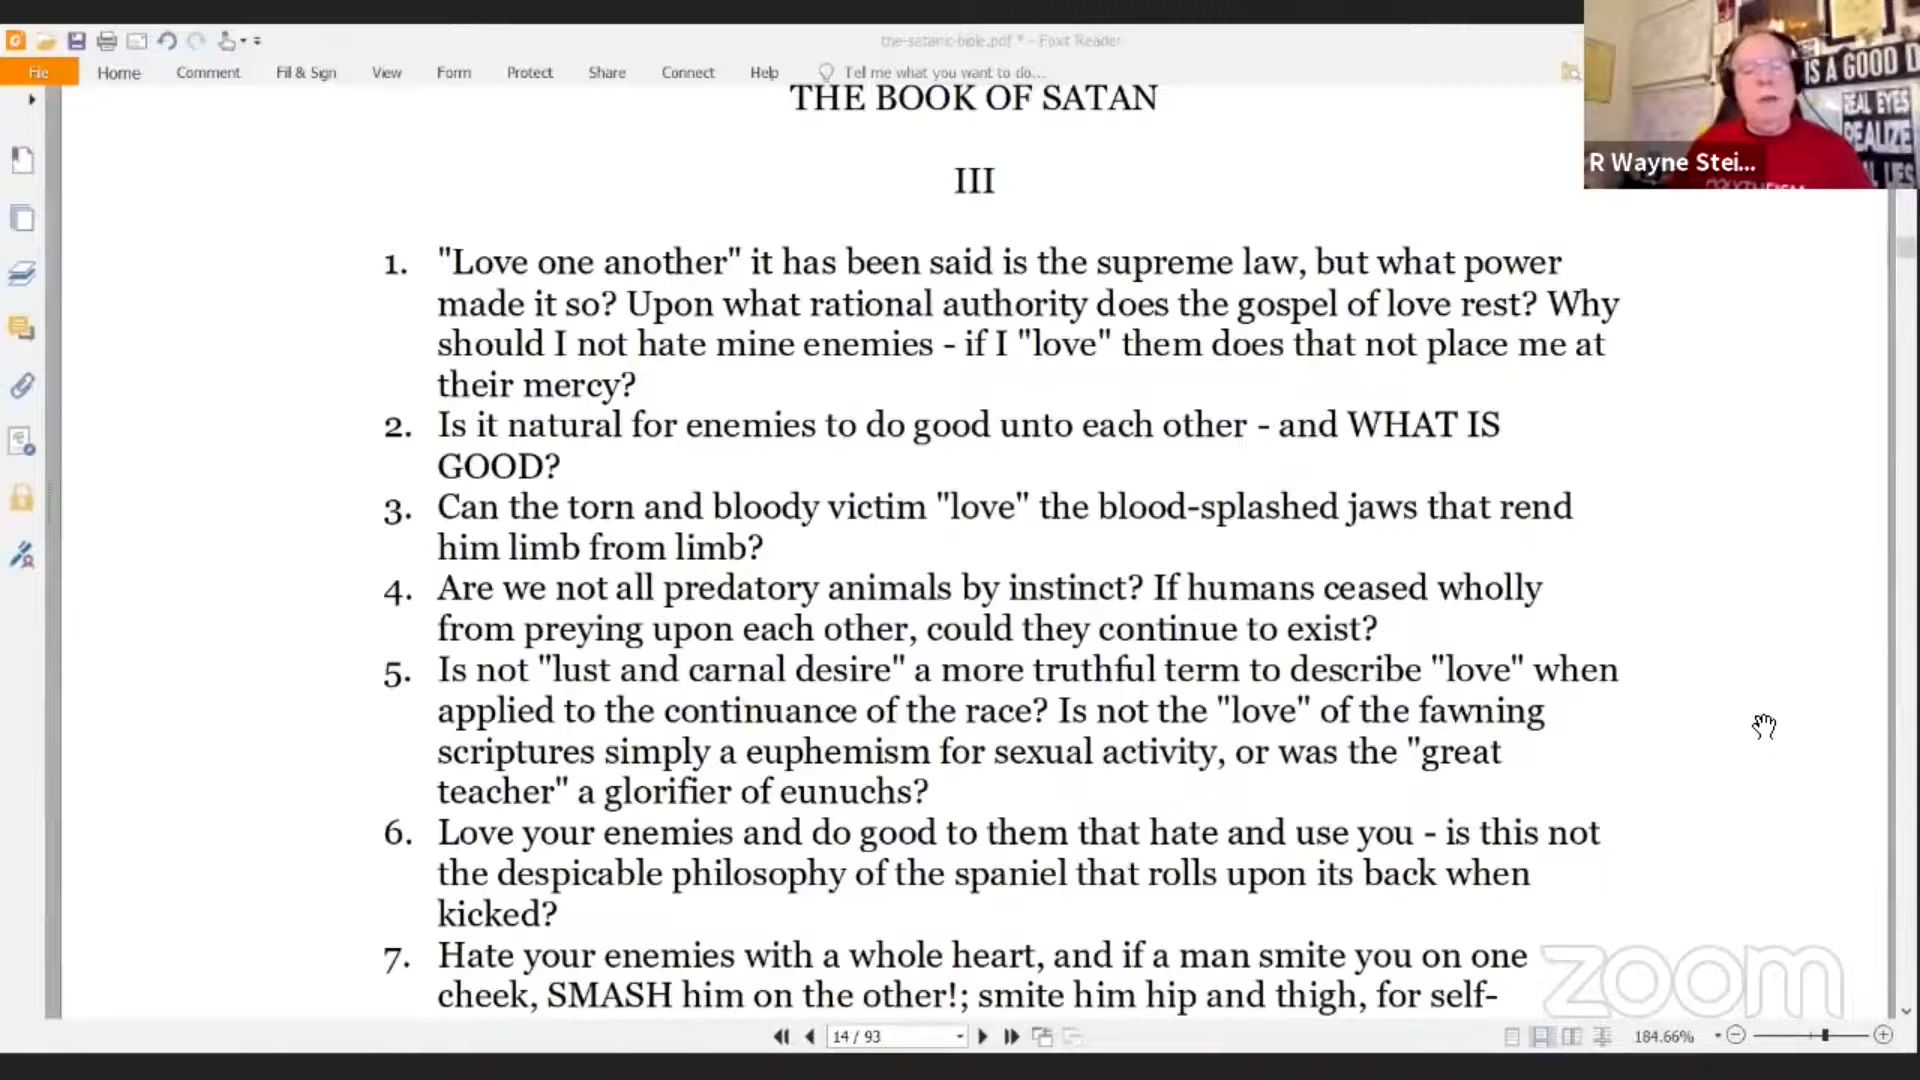 the-satanic-bible.pdf * - Foxit Reader
File Home Comment Fill & Sign View Form Protect Share Connect Help Tell me what you want to do...
THE BOOK OF SATAN
III
1. "Love one another" it has been said is the supreme law, but what power
made it so? Upon what rational authority does the gospel of love rest? Why
should I not hate mine enemies - if I "love" them does that not place me at
their mercy?
2. Is it natural for enemies to do good unto each other - and WHAT IS
GOOD?
3. Can the torn and bloody victim "love" the blood-splashed jaws that rend
him limb from limb?
4. Are we not all predatory animals by instinct? If humans ceased wholly
from preying upon each other, could they continue to exist?
5. Is not "lust and carnal desire" a more truthful term to describe "love" when
applied to the continuance of the race? Is not the "love" of the fawning
scriptures simply a euphemism for sexual activity, or was the "great
teacher" a glorifier of eunuchs?
6. Love your enemies and do good to them that hate and use you - is this not
the despicable philosophy of the spaniel that rolls upon its back when
kicked?
7. Hate your enemies with a whole heart, and if a man smite you on one
cheek, SMASH him on the other!; smite him hip and thigh, for self-
14 / 93
184.66%
IS A GOOD D
REAL EYES
REALIZE
LIES
R Wayne Stei...
zoom